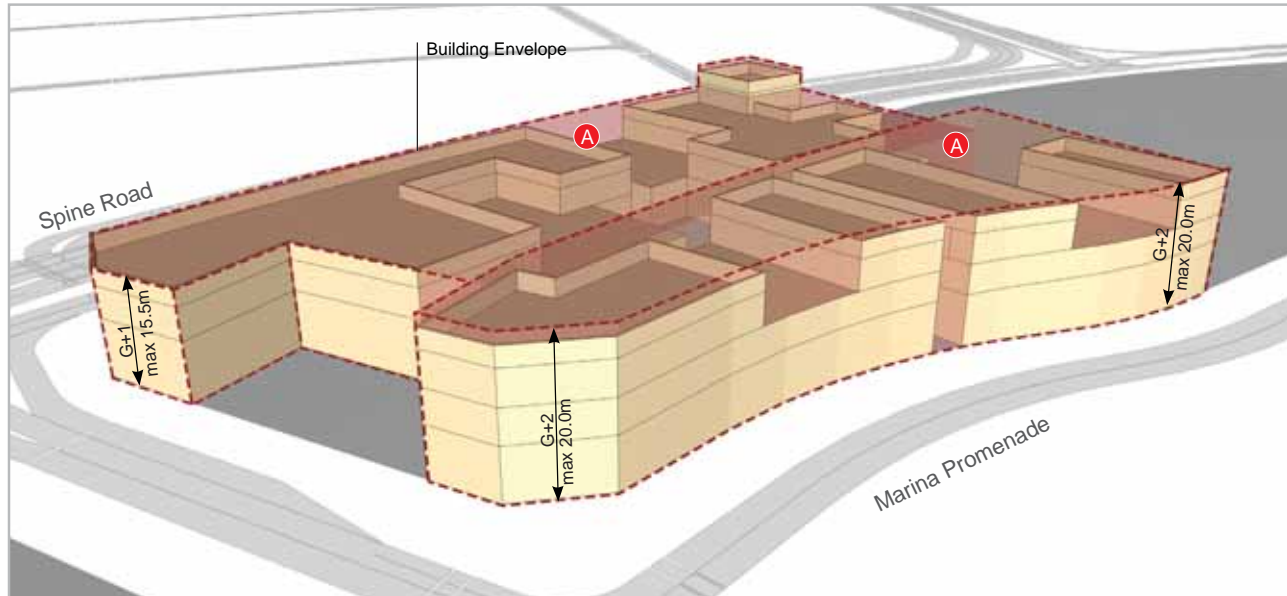 Building Envelope
A
A
Spine Road
G+2
max 20.0m
G+1
max 15.5m
G+2
max 20.0m
Marina Promenade